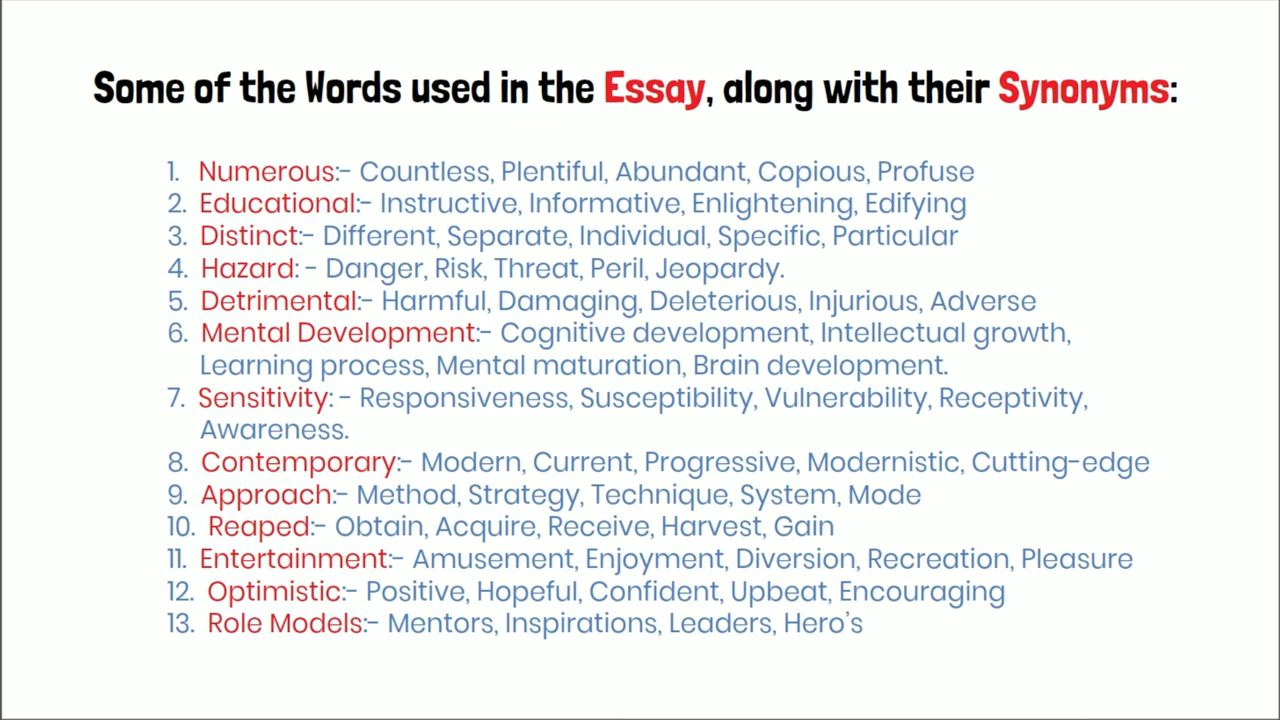 Some of the Words used in the Essay, along with their Synonyms:
1. Numerous:- Countless, Plentiful, Abundant, Copious, Profuse
2. Educational:- Instructive, Informative, Enlightening, Edifying
3. Distinct:- Different, Separate, Individual, Specific, Particular
4. Hazard: - Danger, Risk, Threat, Peril, Jeopardy.
5. Detrimental:- Harmful, Damaging, Deleterious, Injurious, Adverse
6. Mental Development:- Cognitive development, Intellectual growth,
Learning process, Mental maturation, Brain development.
7. Sensitivity: - Responsiveness, Susceptibility, Vulnerability, Receptivity,
Awareness.
8. Contemporary:- Modern, Current, Progressive, Modernistic, Cutting-edge
9. Approach:- Method, Strategy, Technique, System, Mode
10. Reaped:- Obtain, Acquire, Receive, Harvest, Gain
11. Entertainment:- Amusement, Enjoyment, Diversion, Recreation, Pleasure
12. Optimistic:- Positive, Hopeful, Confident, Upbeat, Encouraging
13. Role Models:- Mentors, Inspirations, Leaders, Hero's